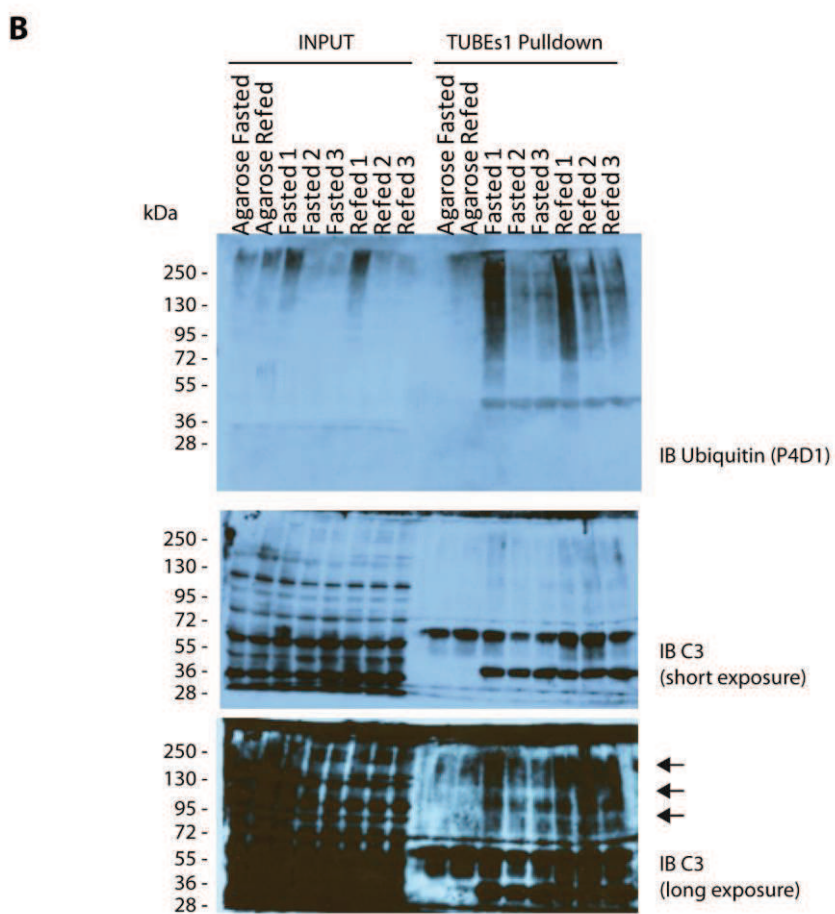 B
INPUT TUBEs1 Pulldown
Agarose Fasted
Agarose Refed
Fasted 1
Fasted 2
Fasted 3
Refed 1
Refed 2
Refed 3
Agarose Fasted
Agarose Refed
Fasted 1
Fasted 2
Fasted 3
Refed 1
Refed 2
Refed 3
kDa
250 -
130 -
95 -
72 -
55 -
36 -
28 -
IB Ubiquitin (P4D1)
250 -
130 -
95 -
72 -
55 -
36 -
28 -
IB C3
(short exposure)
250 -
130 -
95 -
72 -
55 -
36 -
28 -
IB C3
(long exposure)